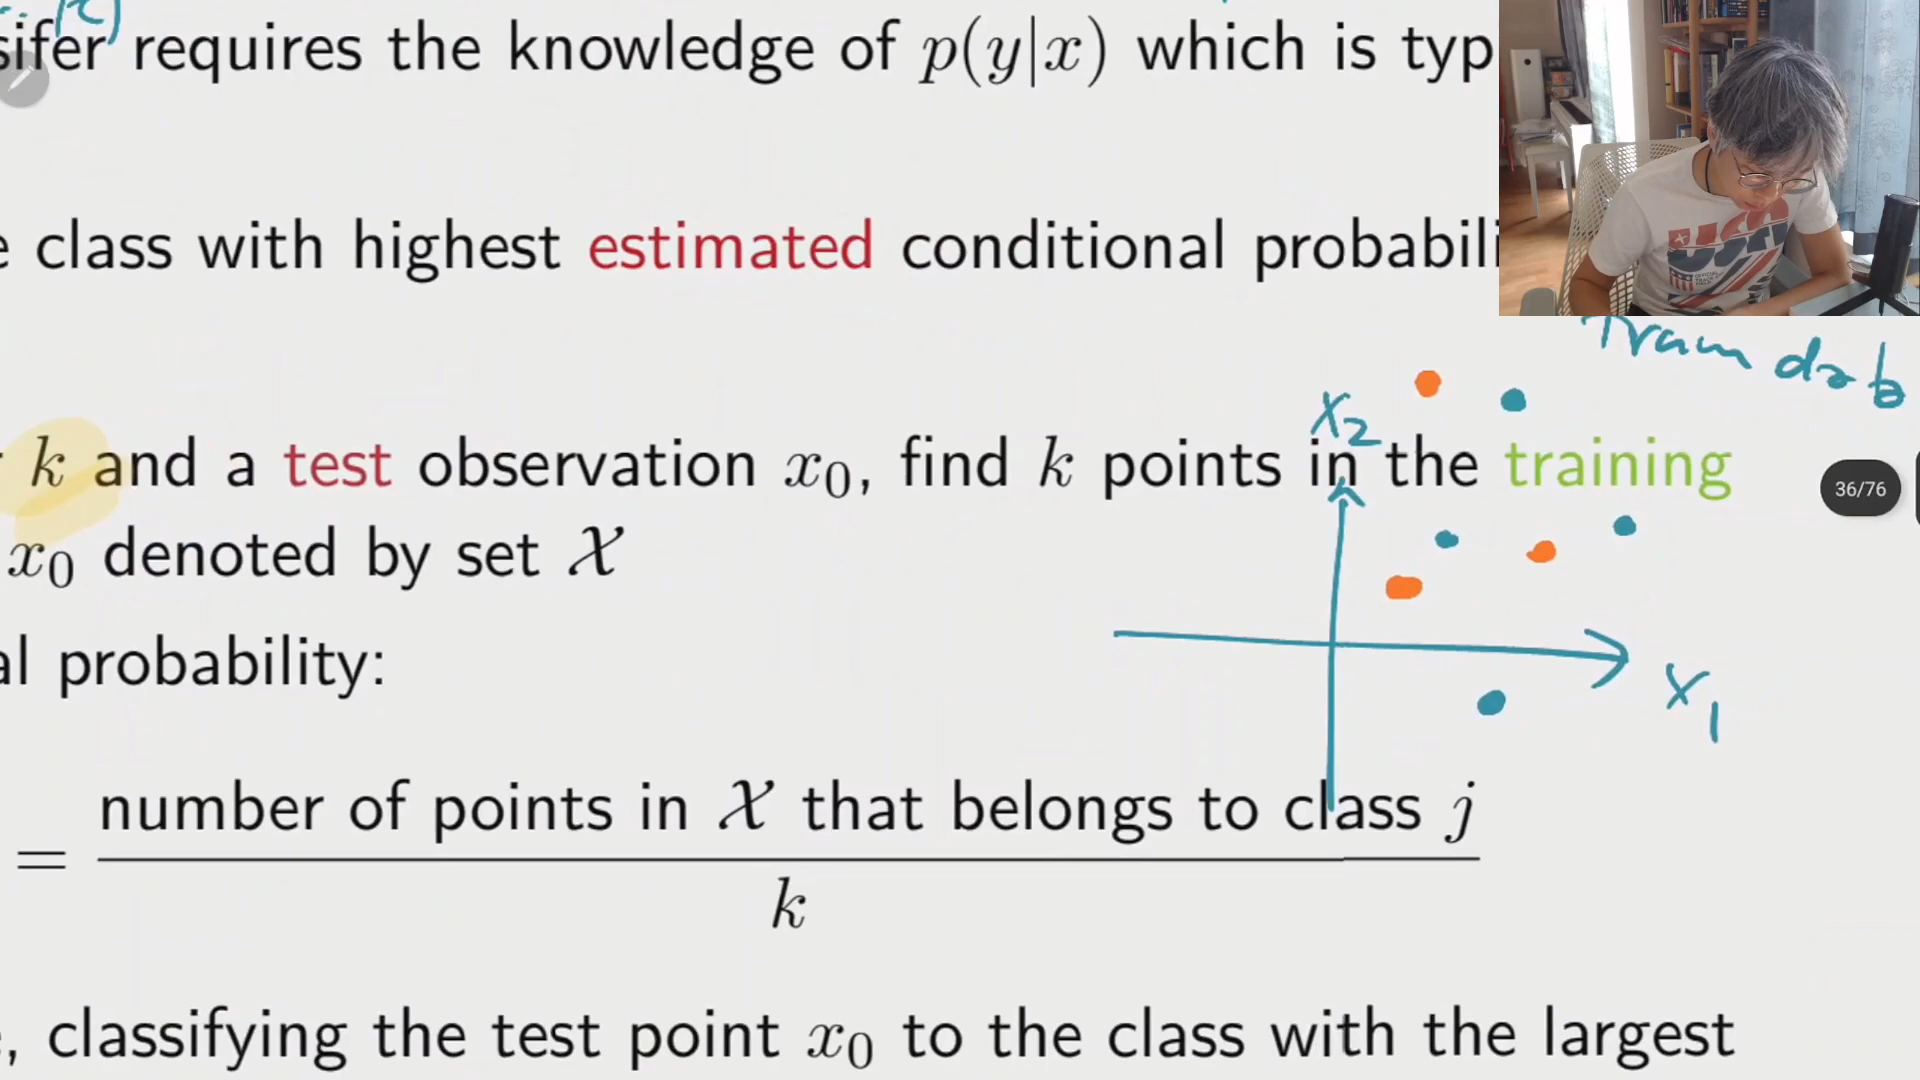 requires the knowledge of p(y|x) which is typ
class with highest estimated conditional probabili
Train data
x2
k and a test observation x0, find k points in the training
36/76
x0 denoted by set 𝒳
al probability:
x1
number of points in 𝒳 that belongs to class j
=
k
, classifying the test point x0 to the class with the largest